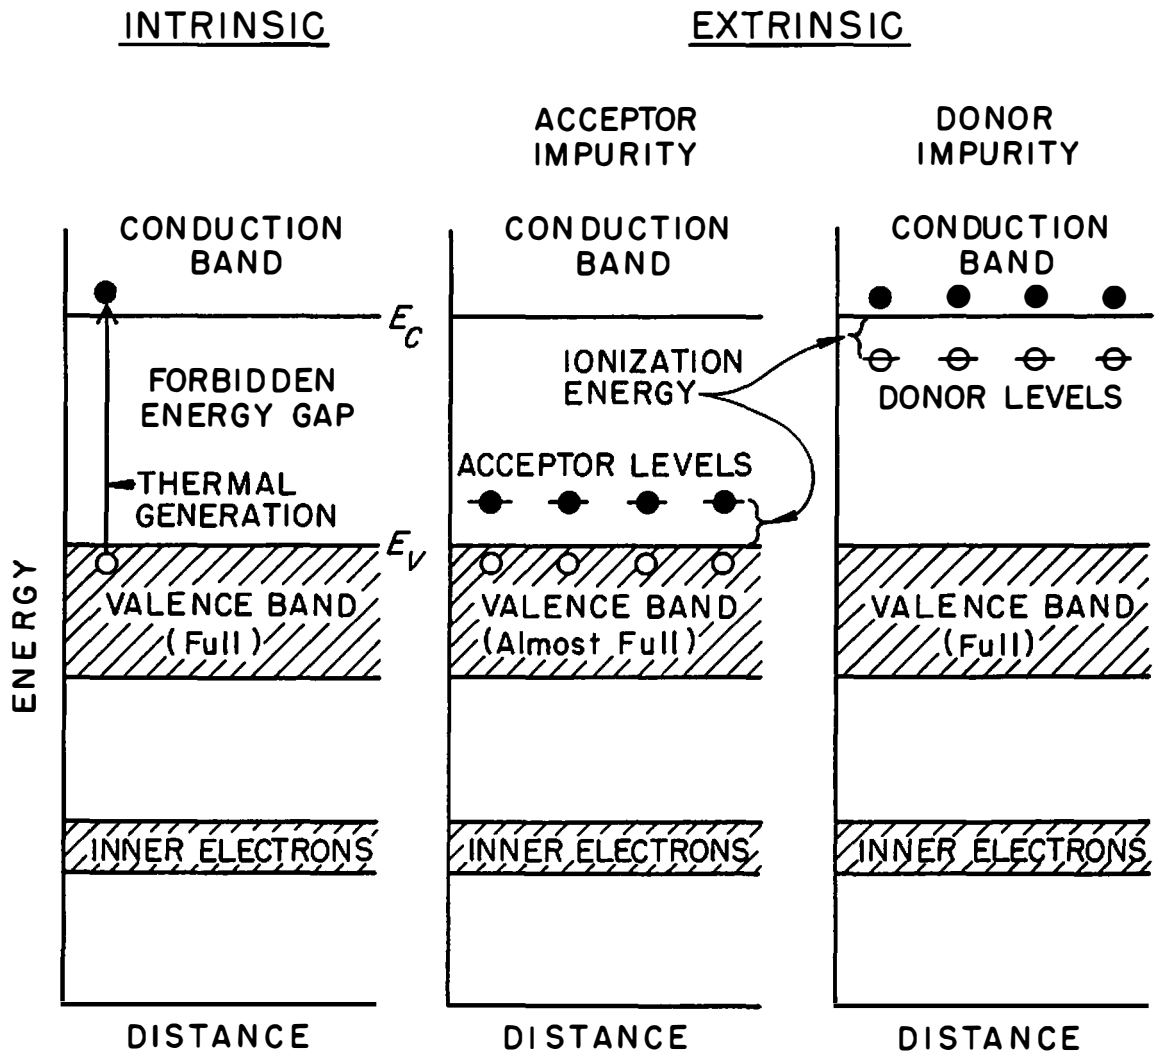 INTRINSIC
EXTRINSIC
ACCEPTOR
IMPURITY
DONOR
IMPURITY
CONDUCTION
BAND
CONDUCTION
BAND
CONDUCTION
BAND
E_C
FORBIDDEN
ENERGY GAP
IONIZATION
ENERGY
DONOR LEVELS
THERMAL
GENERATION
ACCEPTOR LEVELS
E_V
VALENCE BAND
(Full)
VALENCE BAND
(Almost Full)
VALENCE BAND
(Full)
ENERGY
INNER ELECTRONS
INNER ELECTRONS
INNER ELECTRONS
DISTANCE
DISTANCE
DISTANCE